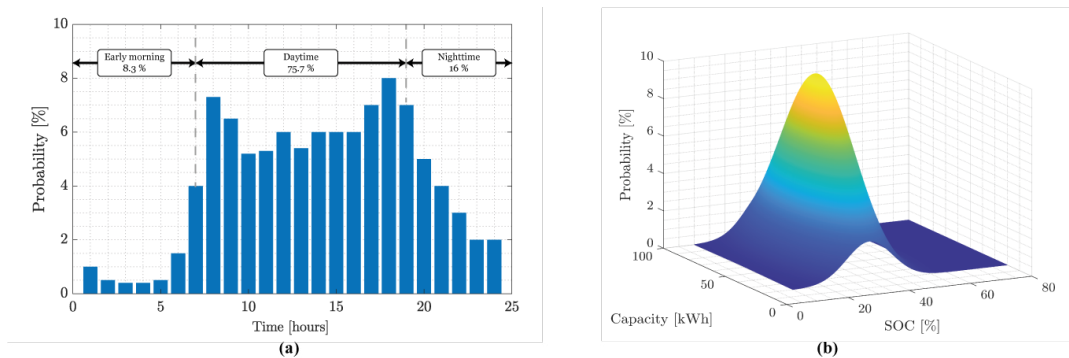 10
8
6
4
2
0
Probability [%]
Early morning
8.3 %
Daytime
75.7 %
Nighttime
16 %
0 5 10 15 20 25
Time [hours]
(a)
10
8
6
4
2
0
Probability [%]
100
50
0
Capacity [kWh]
0
20
40
60
80
SOC [%]
(b)